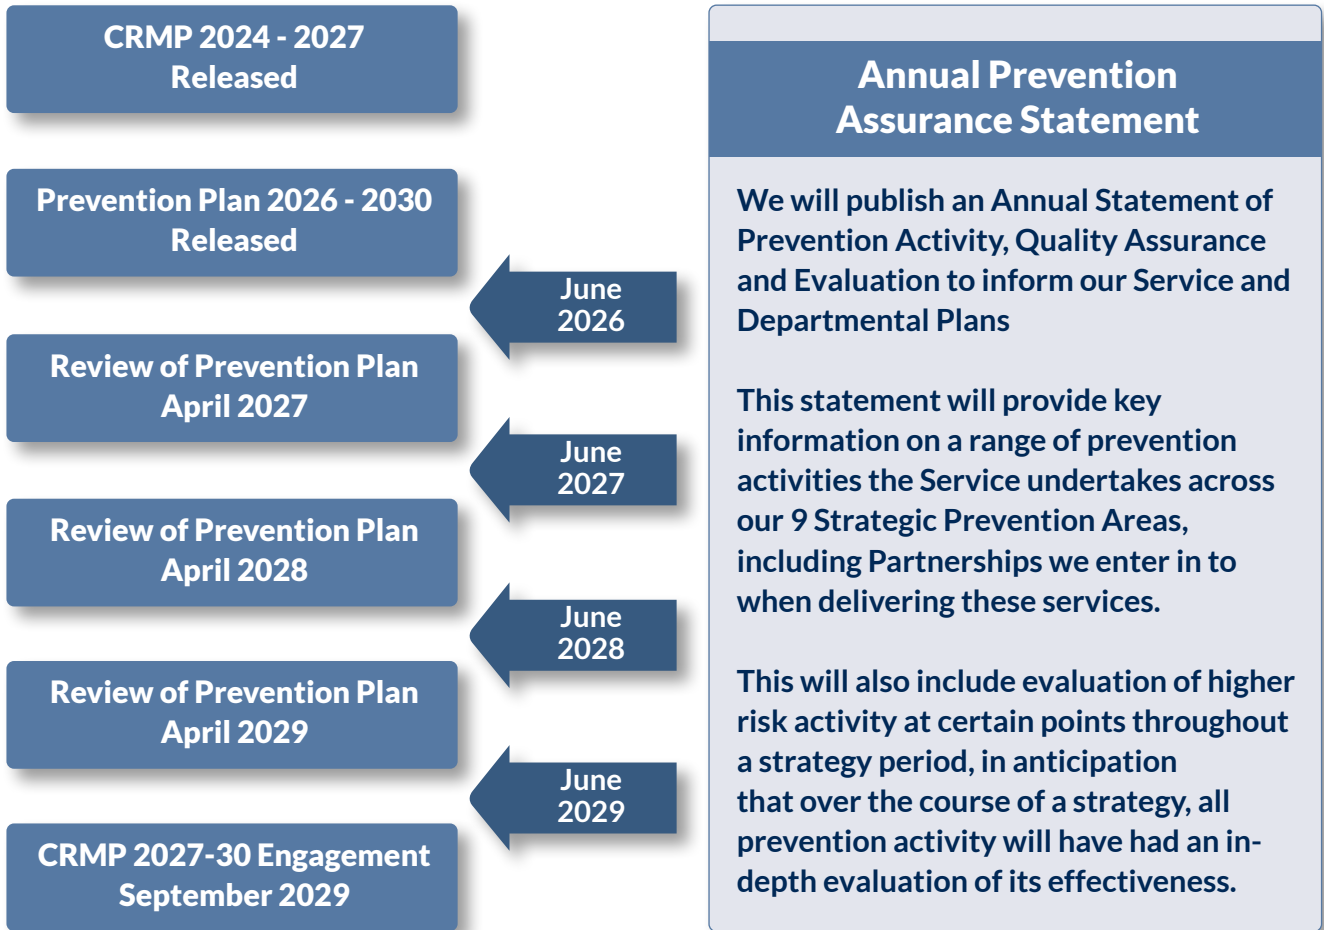 CRMP 2024 - 2027
Released
Prevention Plan 2026 - 2030
Released
June
2026
Review of Prevention Plan
April 2027
June
2027
Review of Prevention Plan
April 2028
June
2028
Review of Prevention Plan
April 2029
June
2029
CRMP 2027-30 Engagement
September 2029
Annual Prevention
Assurance Statement
We will publish an Annual Statement of
Prevention Activity, Quality Assurance
and Evaluation to inform our Service and
Departmental Plans
This statement will provide key
information on a range of prevention
activities the Service undertakes across
our 9 Strategic Prevention Areas,
including Partnerships we enter in to
when delivering these services.
This will also include evaluation of higher
risk activity at certain points throughout
a strategy period, in anticipation
that over the course of a strategy, all
prevention activity will have had an in-
depth evaluation of its effectiveness.